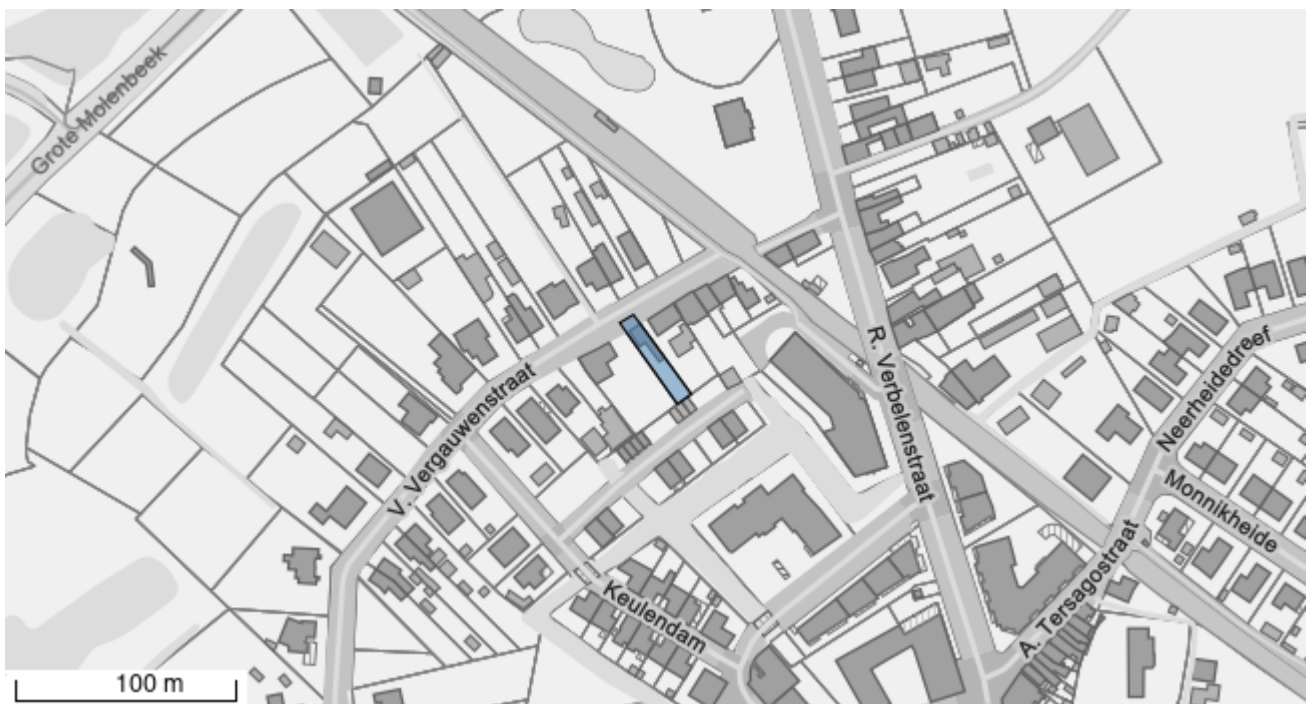 Grote Molenbeek
R. Verbelenstraat
Neerheidedreef
V. Vergauwenstraat
Monnikheide
A. Tersagostraat
Keulendam
100 m